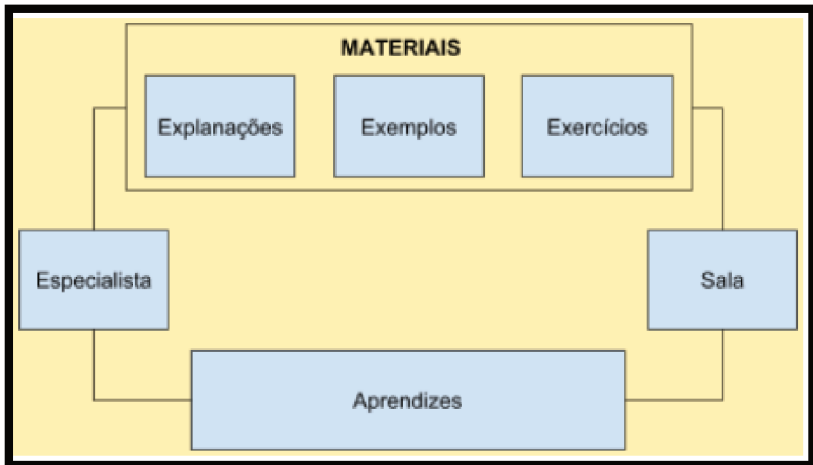 MATERIAIS
Explanações
Exemplos
Exercícios
Especialista
Sala
Aprendizes